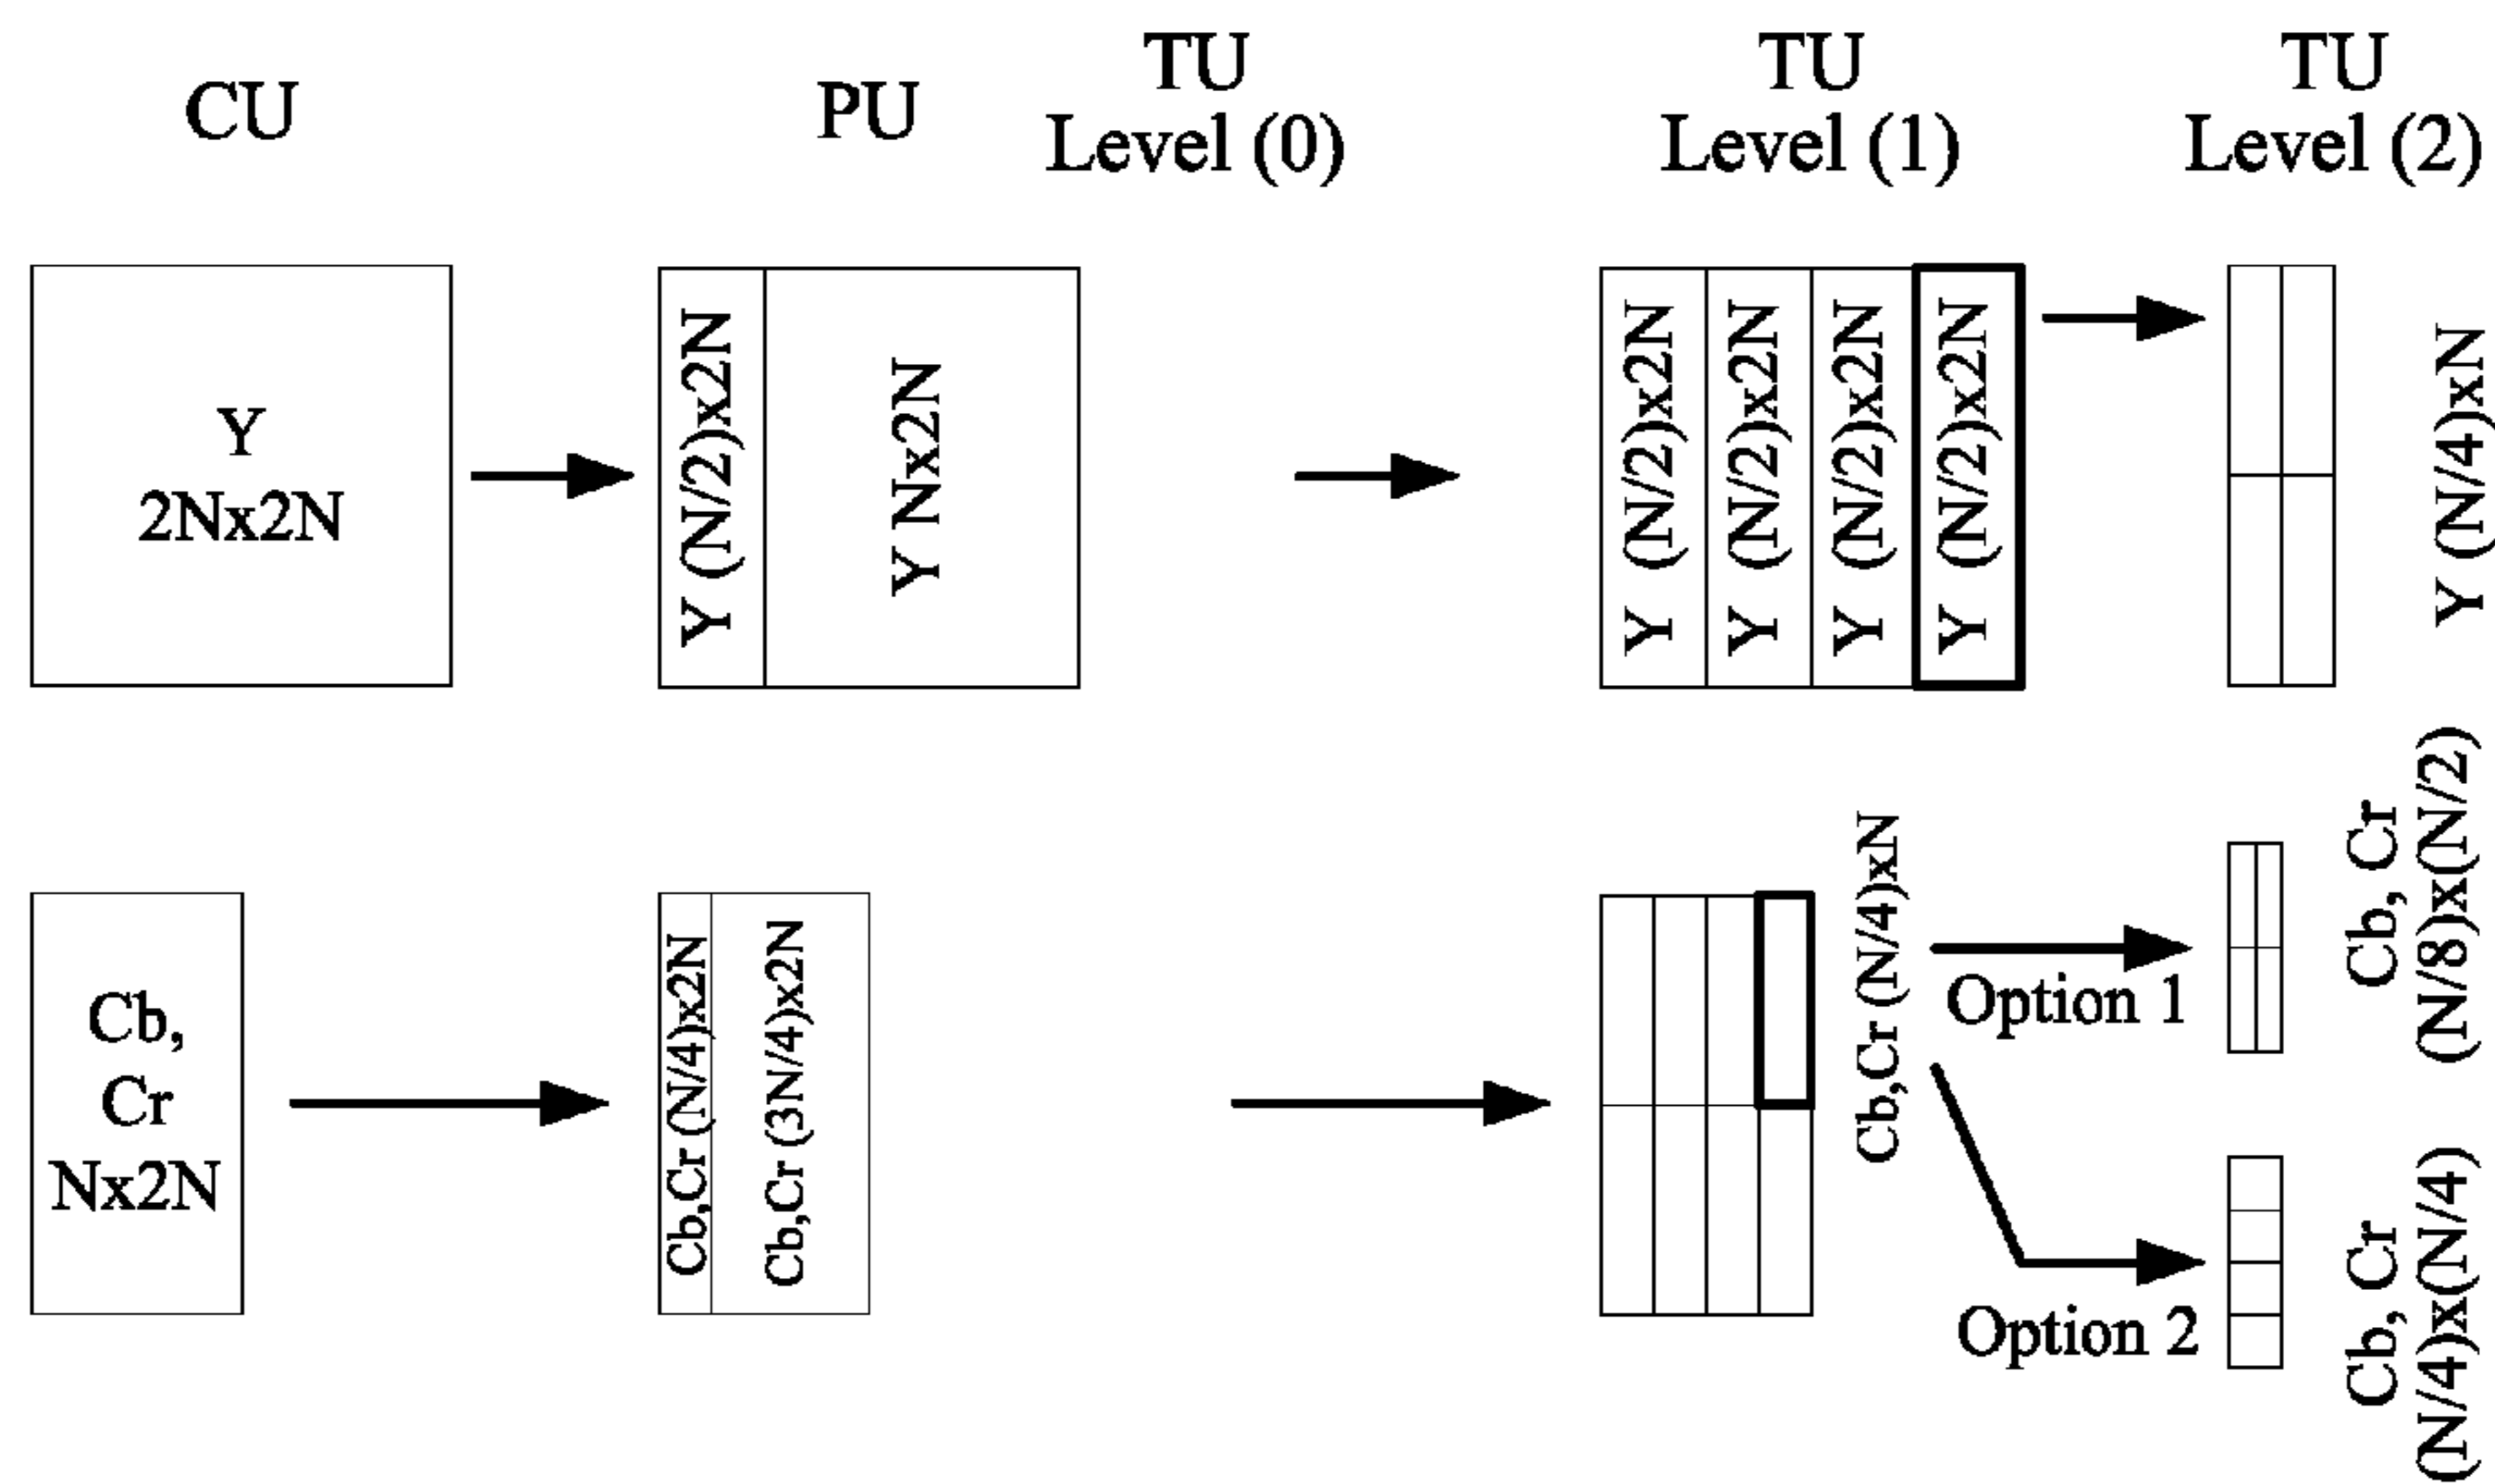 CU
PU
TU
Level (0)
TU
Level (1)
TU
Level (2)
Y
2Nx2N
Y (N/2)x2N
Y Nx2N
Y (N/2)x2N
Y (N/2)x2N
Y (N/2)x2N
Y (N/2)x2N
Y (N/4)xN
Cb,
Cr
Nx2N
Cb,Cr (N/4)x2N
Cb,Cr (3N/4)x2N
Cb,Cr (N/4)xN
Option 1
Cb, Cr
(N/8)x(N/2)
Option 2
Cb, Cr
(N/4)x(N/4)